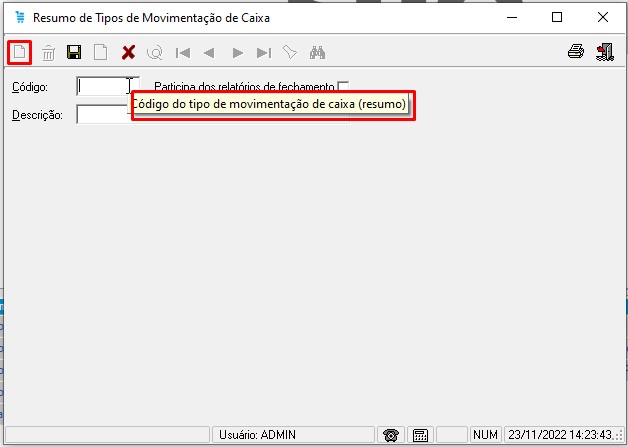 Resumo de Tipos de Movimentação de Caixa
Código:
Participa dos relatórios de fechamento
Código do tipo de movimentação de caixa (resumo)
Descrição:
Usuário: ADMIN
NUM
23/11/2022 14:23:43